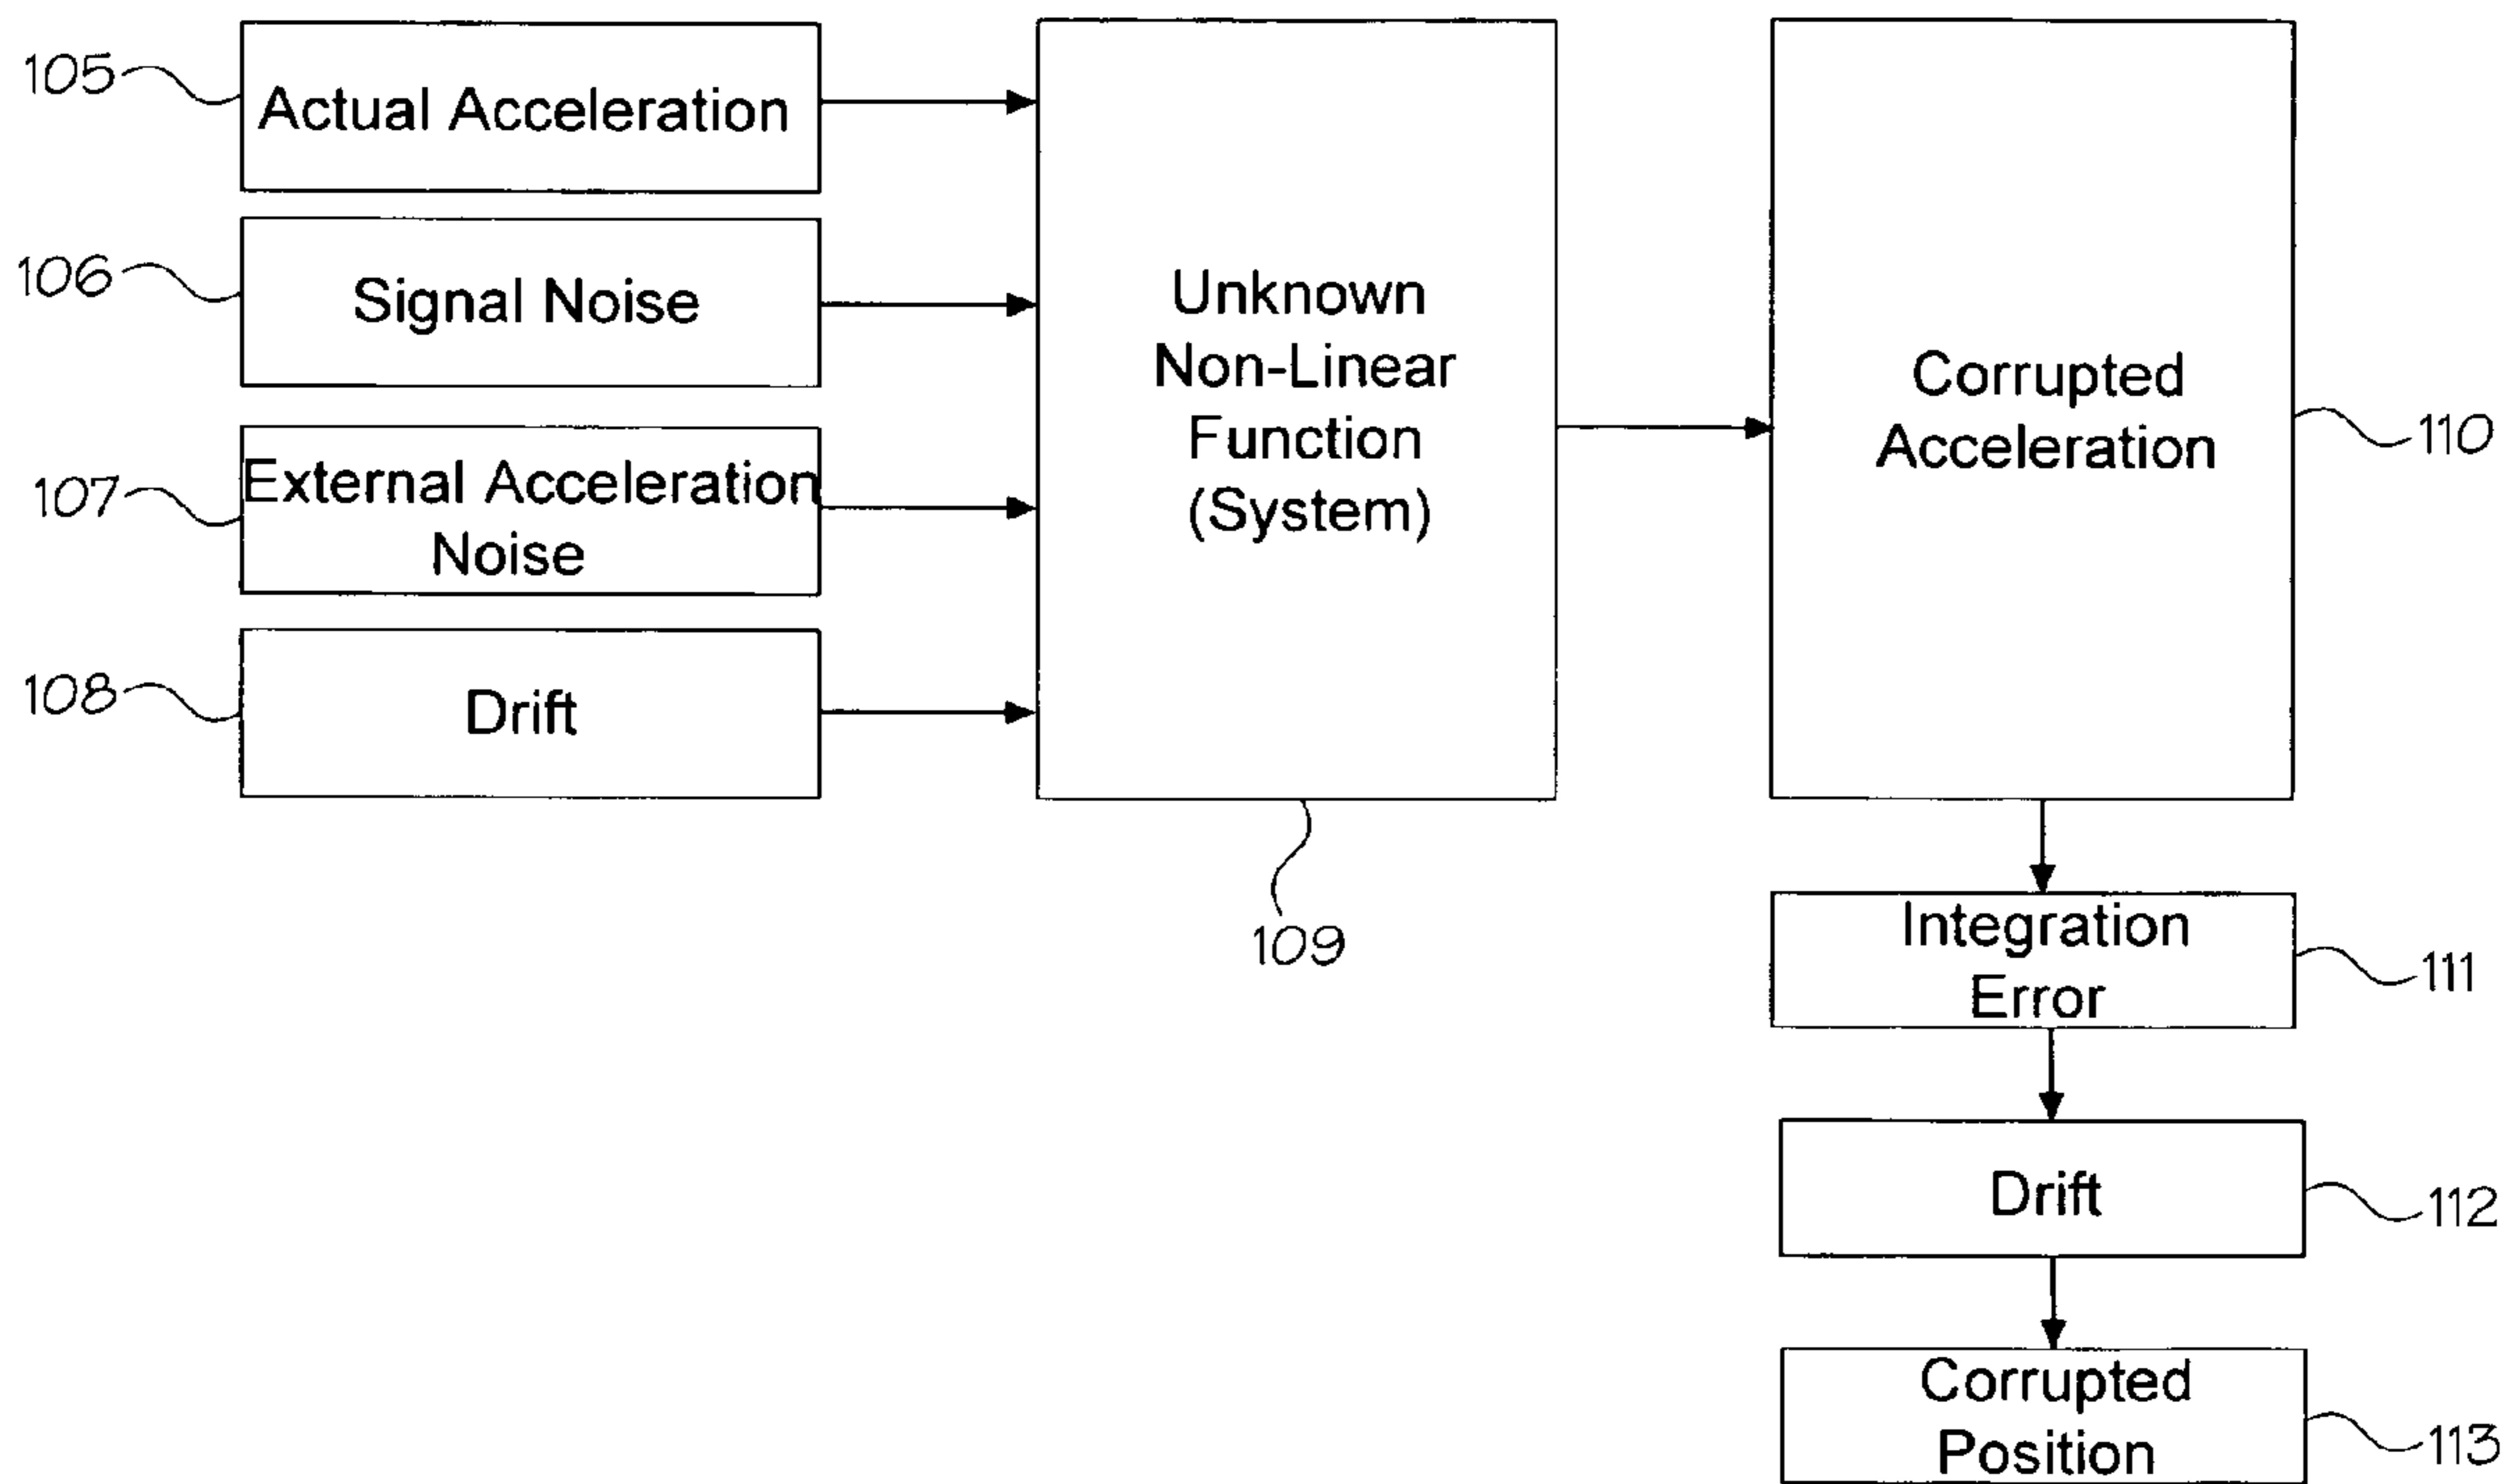 105
Actual Acceleration
106
Signal Noise
107
External Acceleration
Noise
108
Drift
Unknown
Non-Linear
Function
(System)
109
Corrupted
Acceleration
110
Integration
Error
111
Drift
112
Corrupted
Position
113